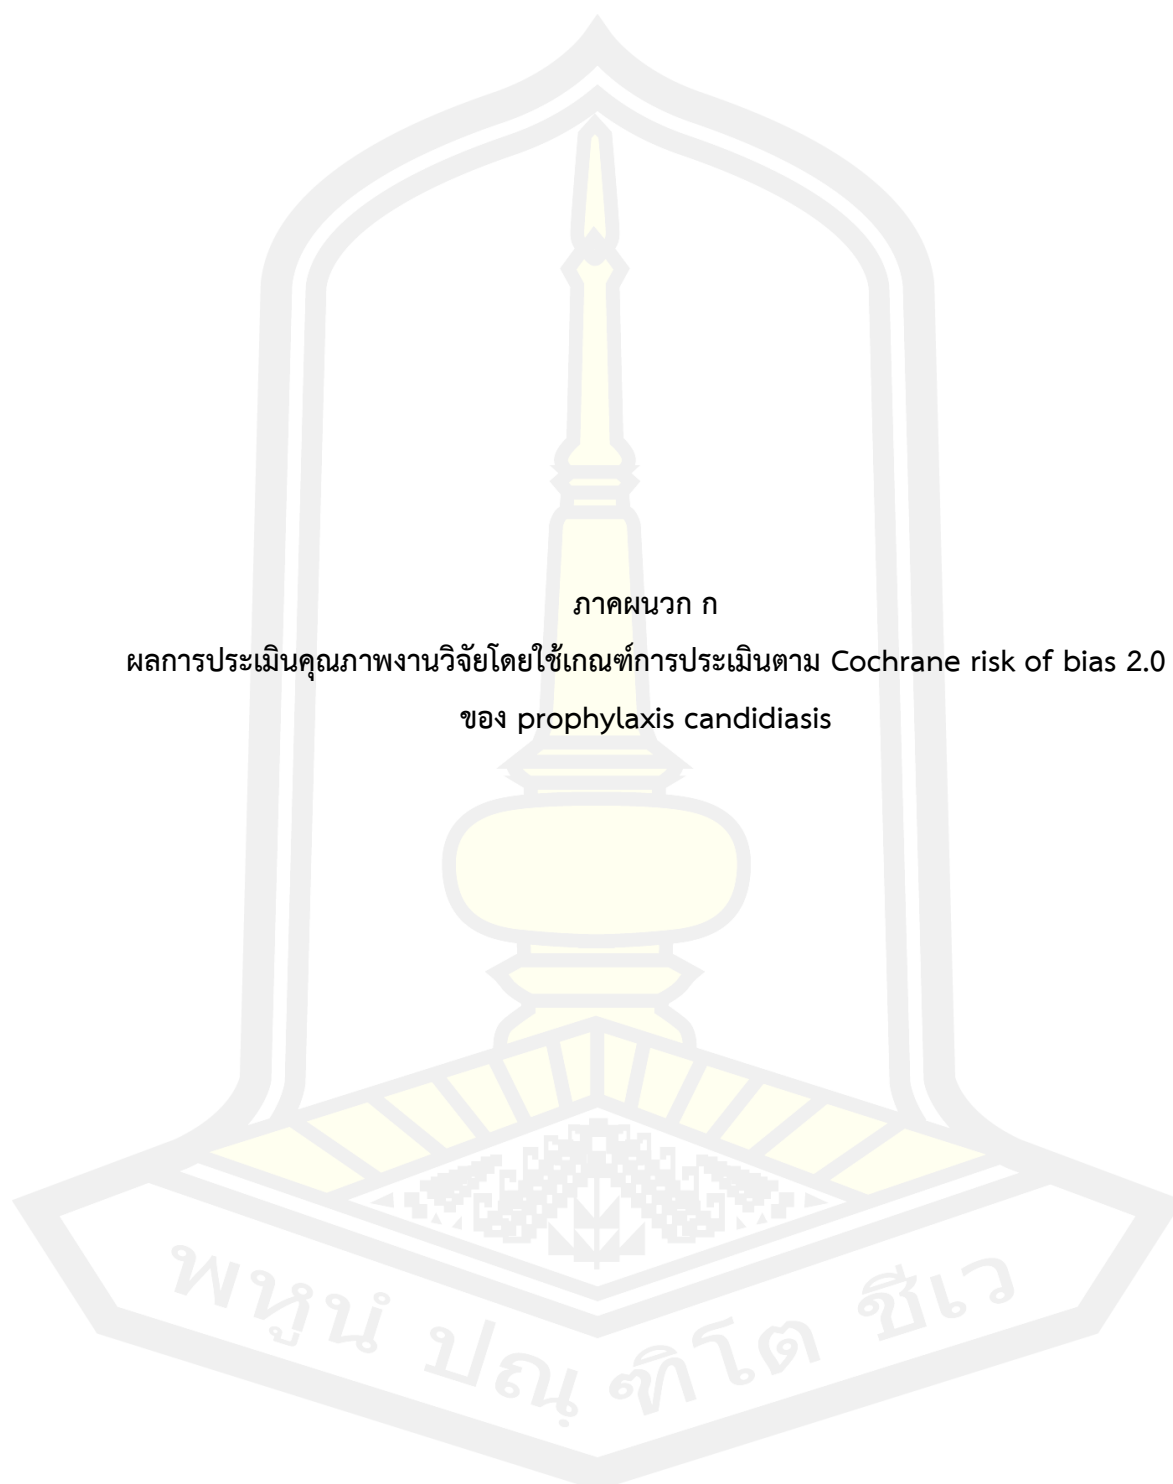 ภาคผนวก ก
ผลการประเมินคุณภาพงานวิจัยโดยใช้เกณฑ์การประเมินตาม Cochrane risk of bias 2.0
ของ prophylaxis candidiasis
พหูนํ ปณฺฑิโต ชีเว